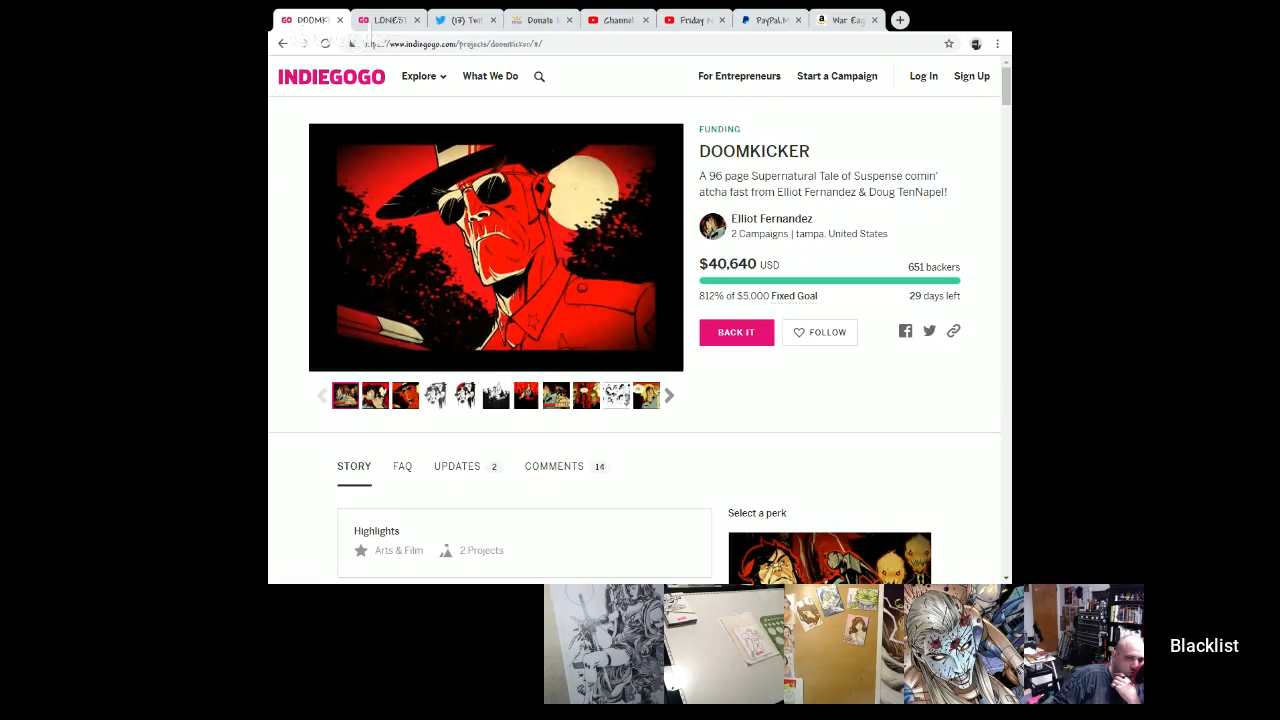 DOOMKI
LONEST
(13) Twi
Donate
Channel
Friday N
PayPal.M
War Eag
https://www.indiegogo.com/projects/doomkicker/#/
INDIEGOGO Explore What We Do For Entrepreneurs Start a Campaign Log In Sign Up
FUNDING
DOOMKICKER
A 96 page Supernatural Tale of Suspense comin'
atcha fast from Elliot Fernandez & Doug TenNapel!
Elliot Fernandez
2 Campaigns | tampa, United States
$40,640 USD 651 backers
812% of $5,000 Fixed Goal 29 days left
BACK IT FOLLOW
STORY FAQ UPDATES 2 COMMENTS 14
Select a perk
Highlights
Arts & Film 2 Projects
Blacklist